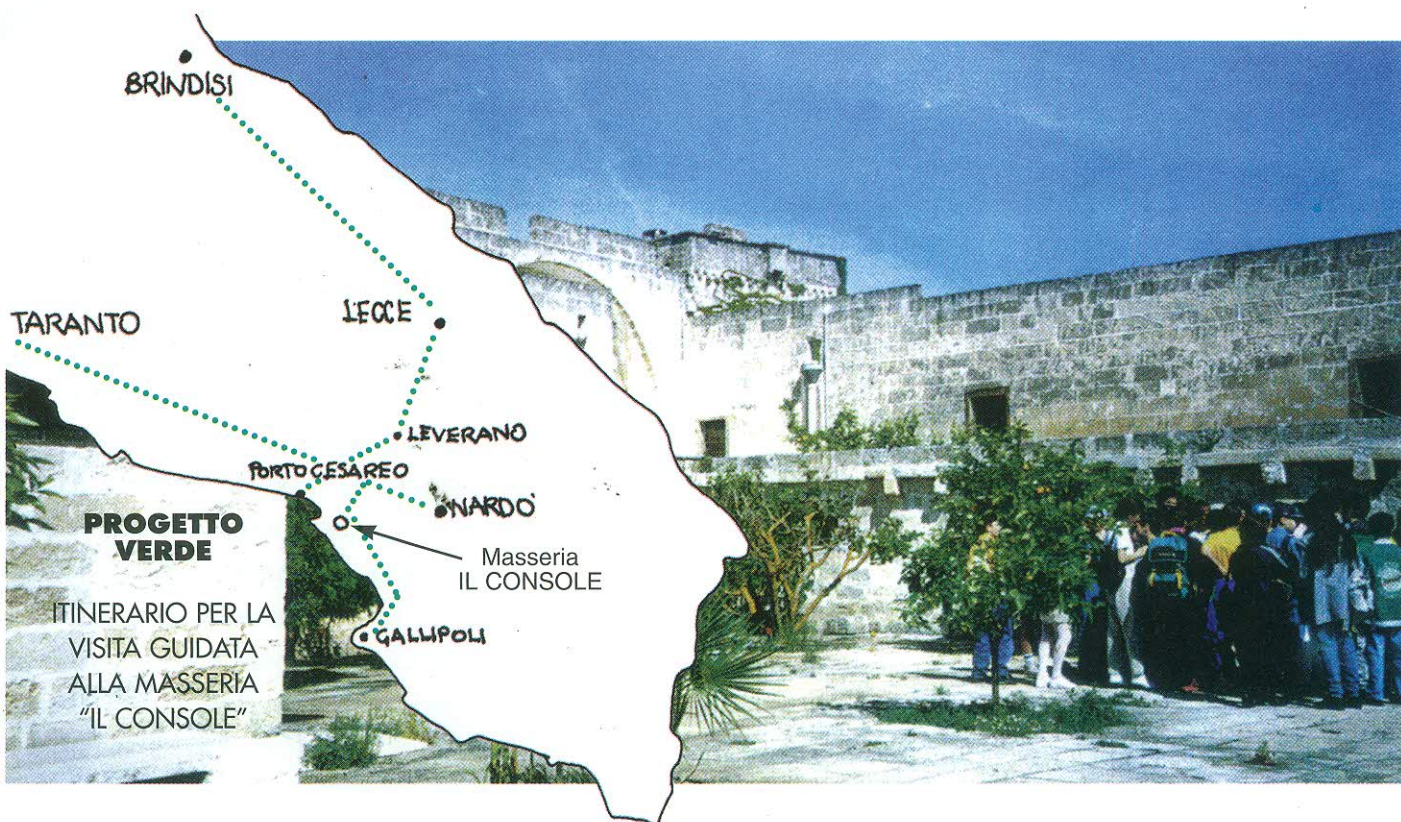 BRINDISI
LECCE
TARANTO
LEVERANO
PORTO CESAREO
NARDO'
Masseria
IL CONSOLE
GALLIPOLI
PROGETTO
VERDE
ITINERARIO PER LA
VISITA GUIDATA
ALLA MASSERIA
"IL CONSOLE"